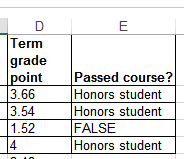 D E
Term
grade
point Passed course?
3.66 Honors student
3.54 Honors student
1.52 FALSE
4 Honors student